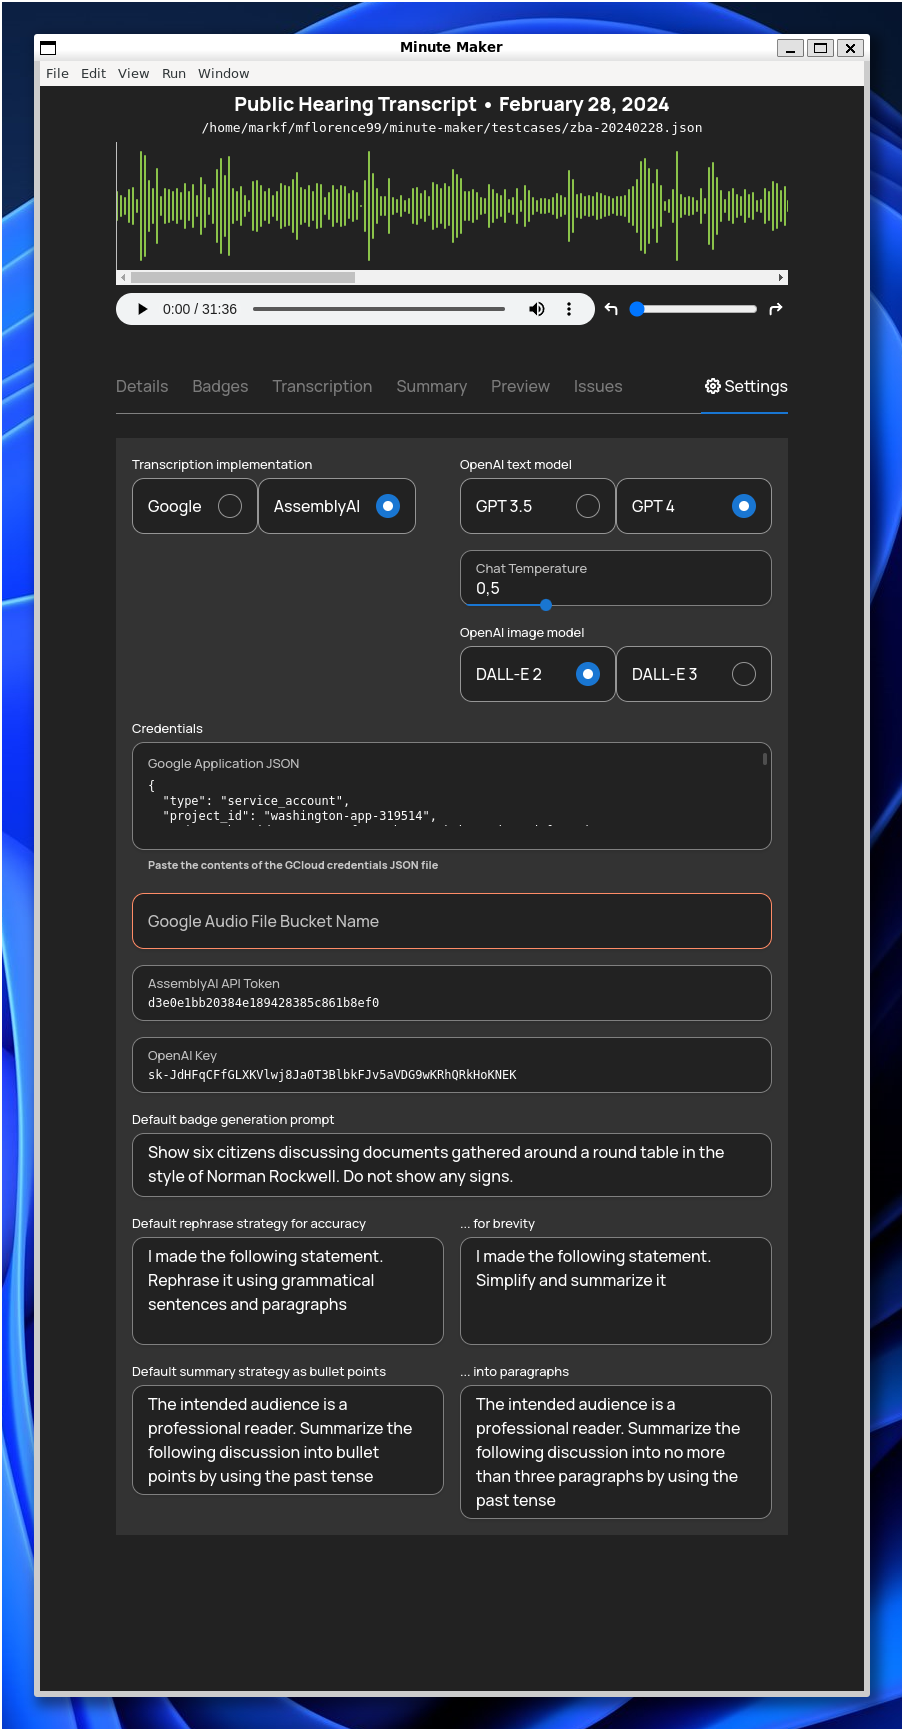 Minute Maker
File Edit View Run Window
Public Hearing Transcript • February 28, 2024
/home/markf/mflorence99/minute-maker/testcases/zba-20240228.json
0:00 / 31:36
Details Badges Transcription Summary Preview Issues Settings
Transcription implementation
Google AssemblyAI
OpenAI text model
GPT 3.5 GPT 4
Chat Temperature
0,5
OpenAI image model
DALL-E 2 DALL-E 3
Credentials
Google Application JSON
{
"type": "service_account",
"project_id": "washington-app-319514",
Paste the contents of the GCloud credentials JSON file
Google Audio File Bucket Name
AssemblyAI API Token
d3e0e1bb20384e189428385c861b8ef0
OpenAI Key
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
Default badge generation prompt
Show six citizens discussing documents gathered around a round table in the
style of Norman Rockwell. Do not show any signs.
Default rephrase strategy for accuracy
I made the following statement.
Rephrase it using grammatical
sentences and paragraphs
... for brevity
I made the following statement.
Simplify and summarize it
Default summary strategy as bullet points
The intended audience is a
professional reader. Summarize the
following discussion into bullet
points by using the past tense
... into paragraphs
The intended audience is a
professional reader. Summarize the
following discussion into no more
than three paragraphs by using the
past tense